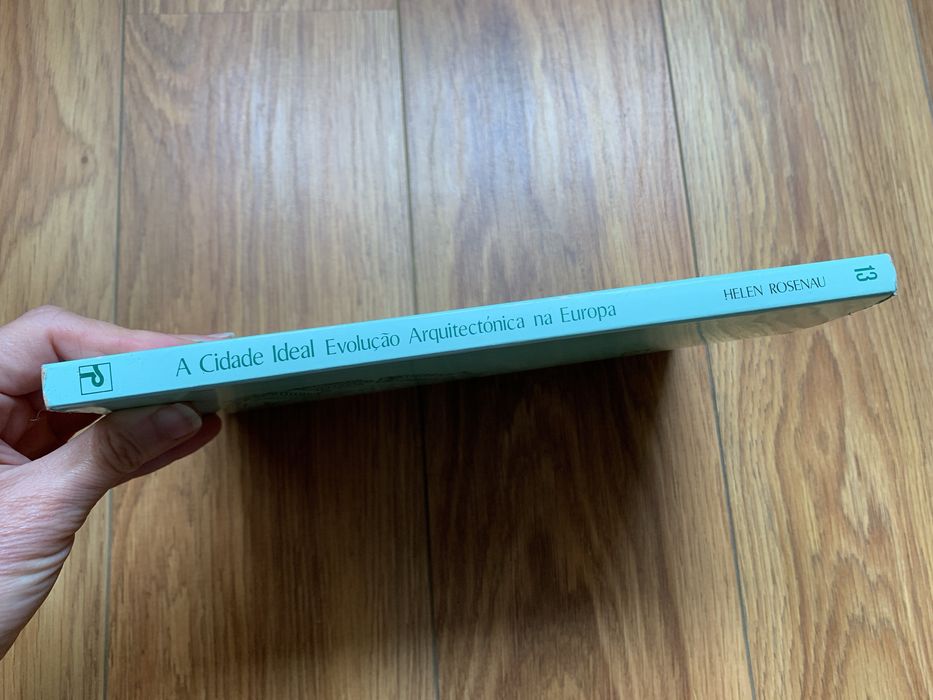 A Cidade Ideal Evolução Arquitectónica na Europa
HELEN ROSENAU
13